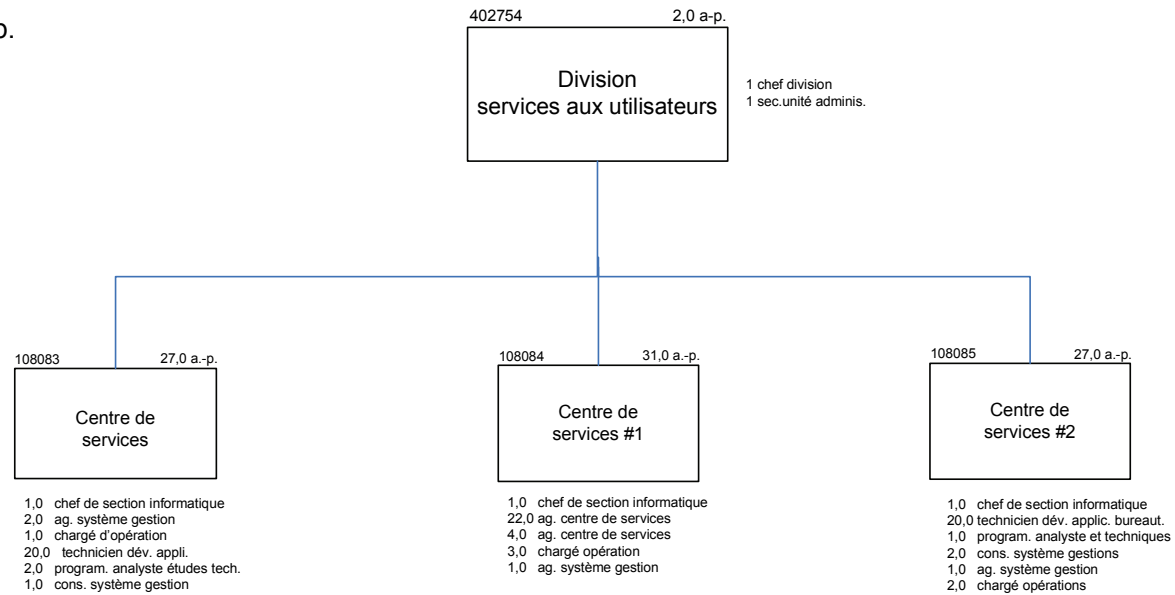 402754 2,0 a-p.
p.
Division
services aux utilisateurs
1 chef division
1 sec.unité adminis.
108083 27,0 a.-p.
Centre de
services
1,0 chef de section informatique
2,0 ag. système gestion
1,0 chargé d'opération
20,0 technicien dév. appli.
2,0 program. analyste études tech.
1,0 cons. système gestion
108084 31,0 a.-p.
Centre de
services #1
1,0 chef de section informatique
22,0 ag. centre de services
4,0 ag. centre de services
3,0 chargé opération
1,0 ag. système gestion
108085 27,0 a.-p.
Centre de
services #2
1,0 chef de section informatique
20,0 technicien dév. applic. bureaut.
1,0 program. analyste et techniques
2,0 cons. système gestions
1,0 ag. système gestion
2,0 chargé opérations